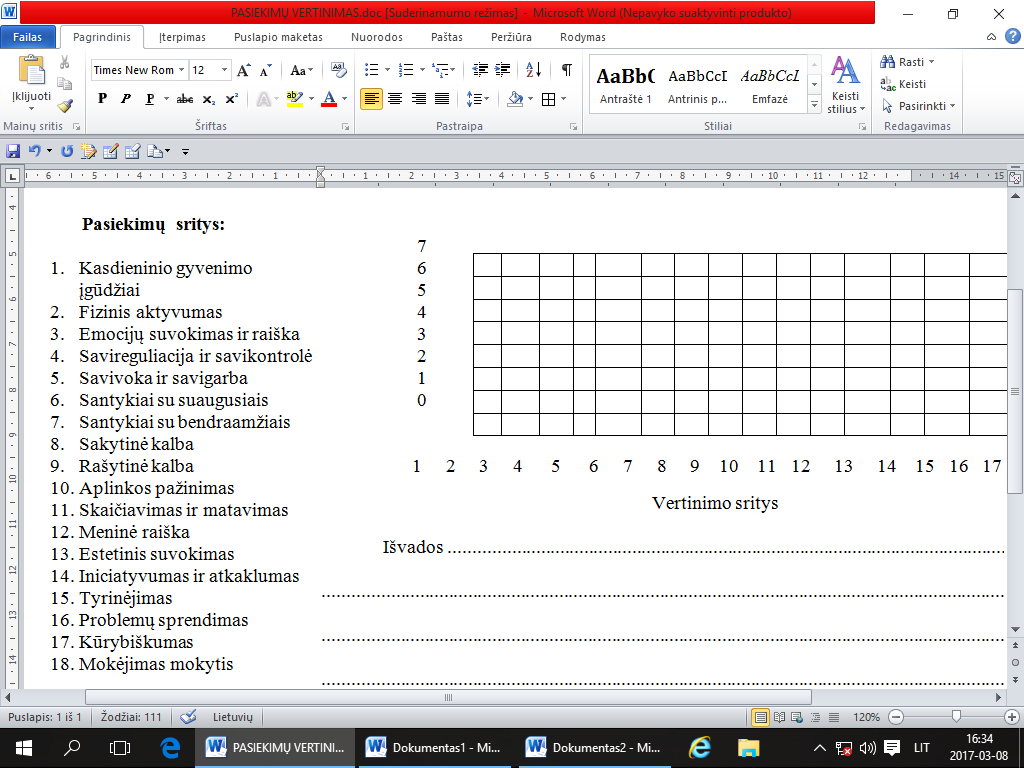 PASIEKIMŲ VERTINIMAS.doc [Suderinamumo režimas] - Microsoft Word (Nepavyko suaktyvinti produkto)
Failas Pagrindinis Įterpimas Puslapio maketas Nuorodos Paštas Peržiūra Rodymas
Įklijuoti
Mainų sritis
Times New Rom 12
Šriftas
Pastraipa
AaBbC AaBbCcI AaBbCcL
Antraštė 1 Antrinis p... Emfazė
Keisti stilius
Stiliai
Rasti
Keisti
Pasirinkti
Redagavimas
Pasiekimų sritys:
1. Kasdieninio gyvenimo
įgūdžiai
2. Fizinis aktyvumas
3. Emocijų suvokimas ir raiška
4. Savireguliacija ir savikontrolė
5. Savivoka ir savigarba
6. Santykiai su suaugusiais
7. Santykiai su bendraamžiais
8. Sakytinė kalba
9. Rašytinė kalba
10. Aplinkos pažinimas
11. Skaičiavimas ir matavimas
12. Meninė raiška
13. Estetinis suvokimas
14. Iniciatyvumas ir atkaklumas
15. Tyrinėjimas
16. Problemų sprendimas
17. Kūrybiškumas
18. Mokėjimas mokytis
7
6
5
4
3
2
1
0
1 2 3 4 5 6 7 8 9 10 11 12 13 14 15 16 17
Vertinimo sritys
Išvados ..........
Puslapis: 1 iš 1 Žodžiai: 111 Lietuvių 120%
PASIEKIMŲ VERTINI... Dokumentas1 - Mi... Dokumentas2 - Mi... LIT 16:34
2017-03-08